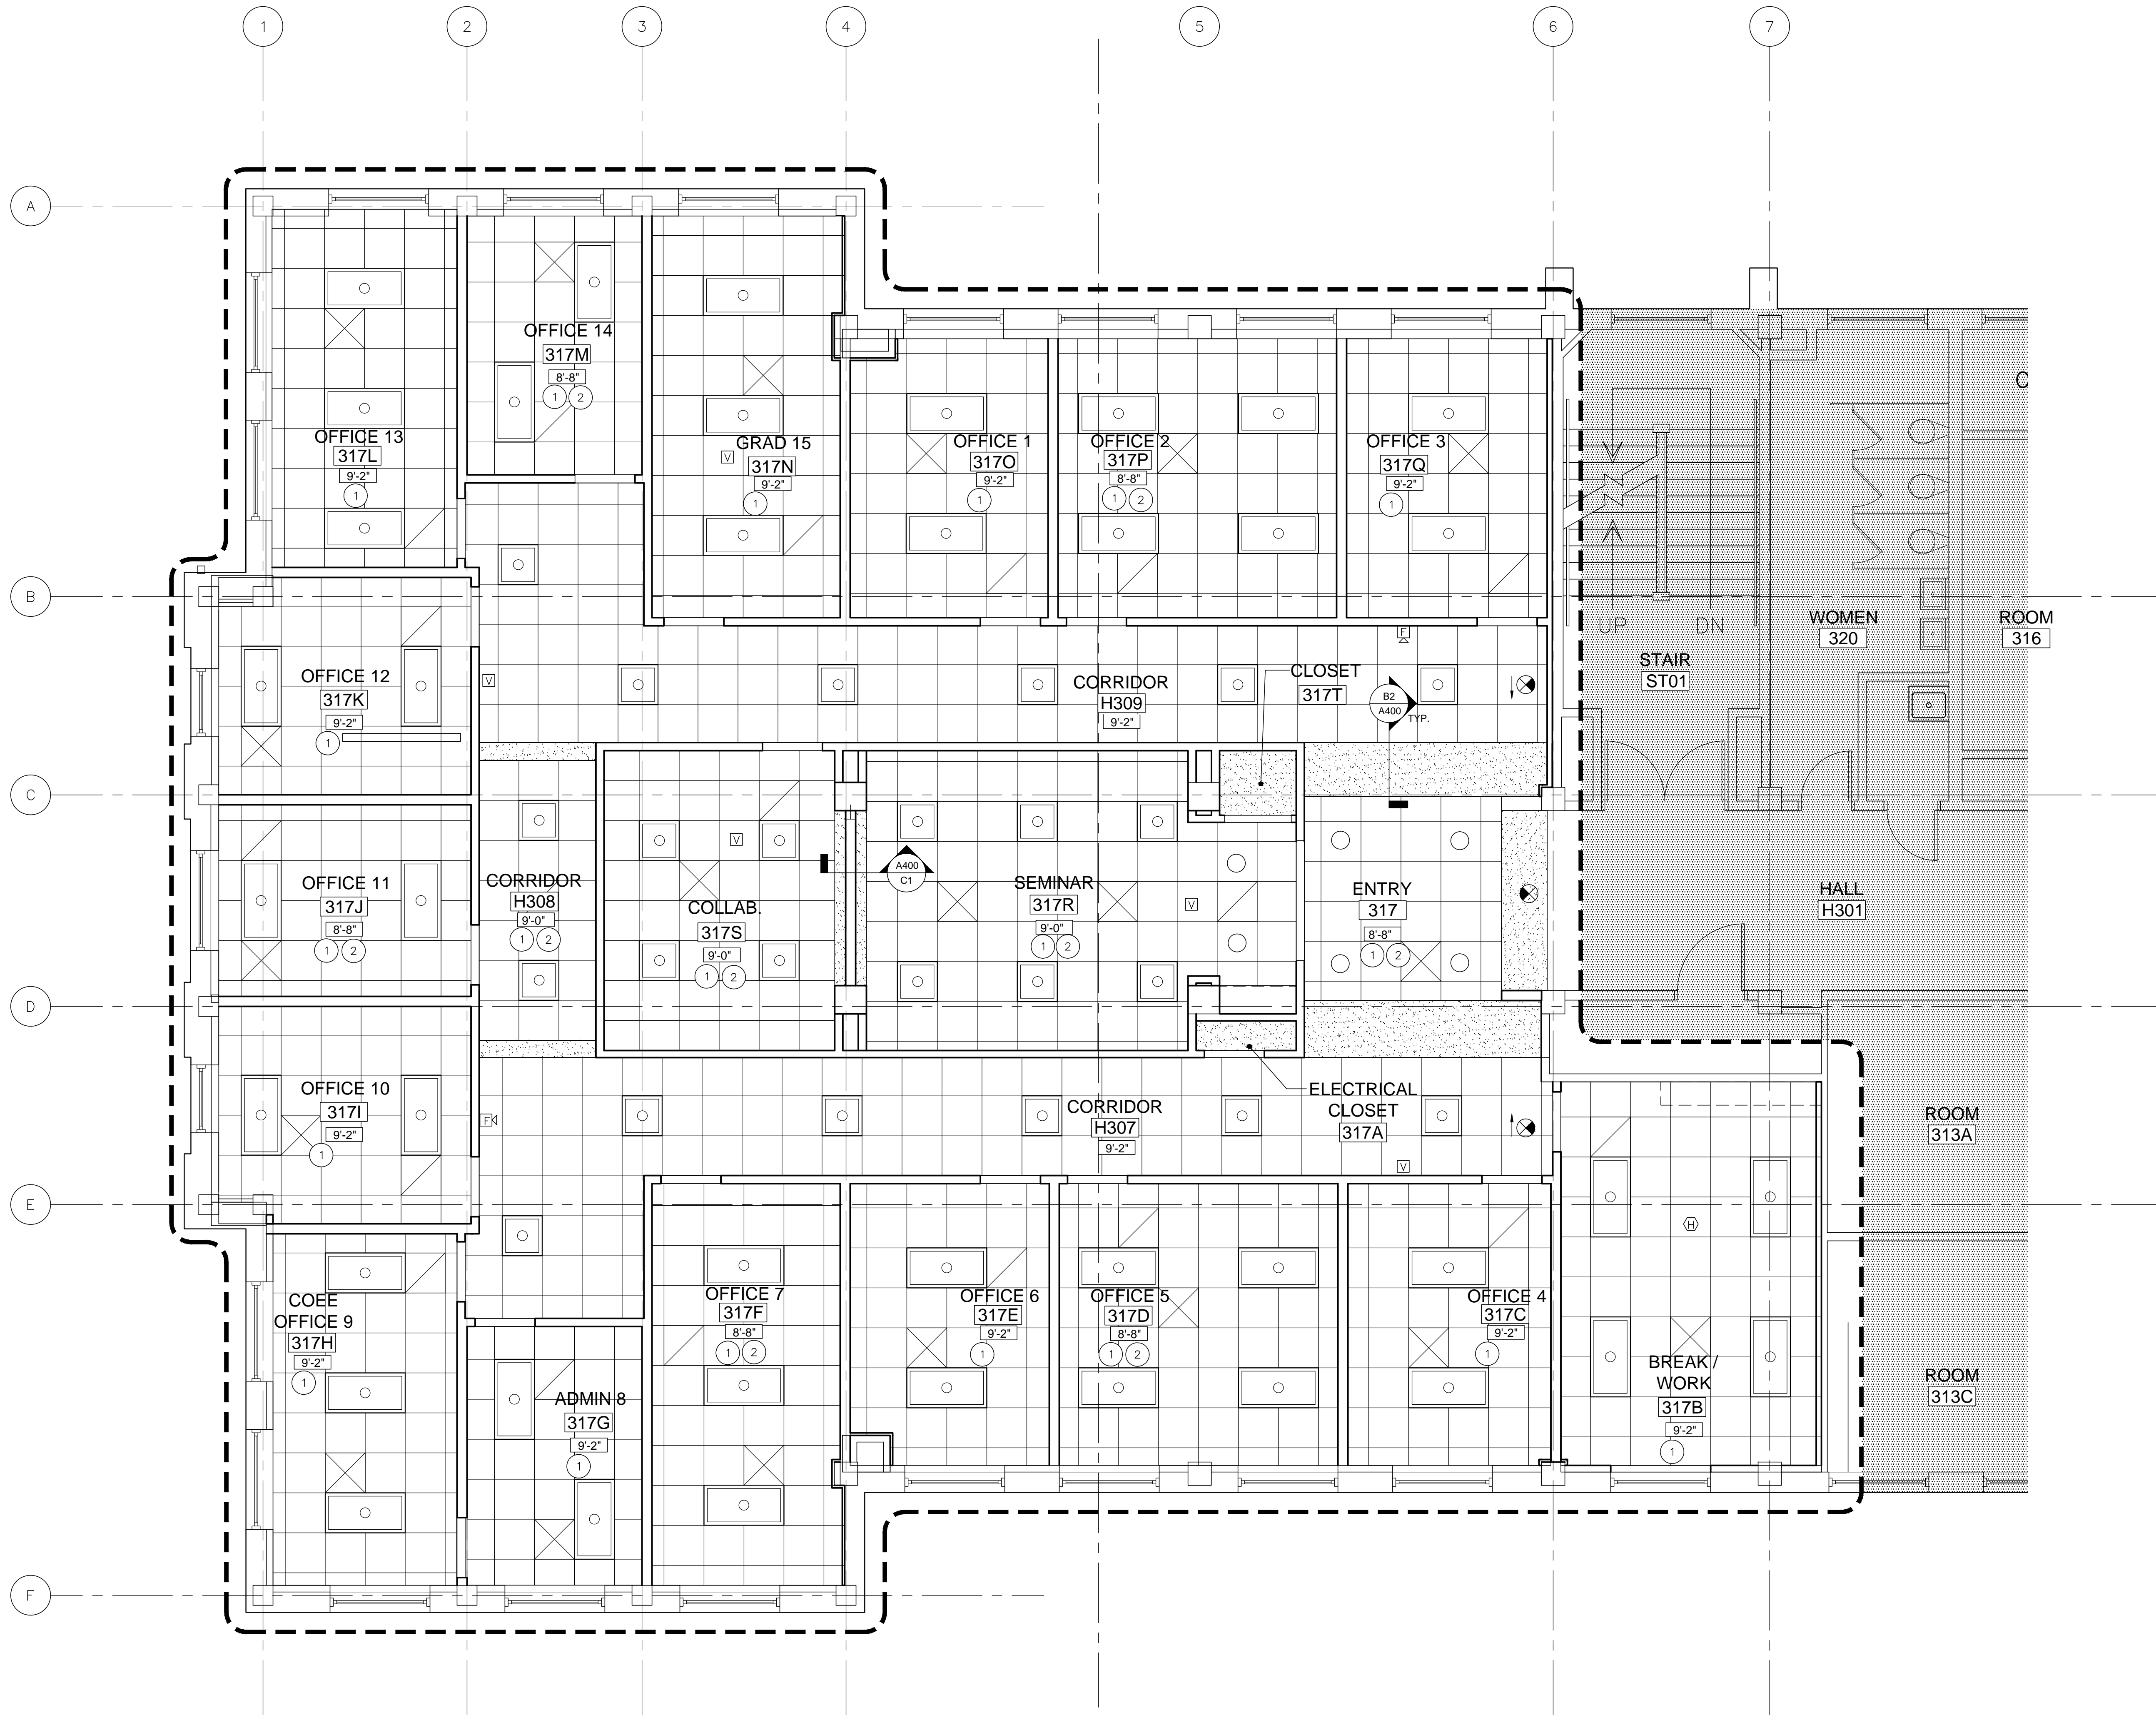 1
2
3
4
5
6
7
A
B
C
D
E
F
OFFICE 13
317L
9'-2"
1
OFFICE 14
317M
8'-8"
1 2
GRAD 15
V
317N
9'-2"
1
OFFICE 1
317O
9'-2"
1
OFFICE 2
317P
8'-8"
1 2
OFFICE 3
317Q
9'-2"
1
C
UP
DN
STAIR
ST01
WOMEN
320
ROOM
316
OFFICE 12
317K
9'-2"
1
V
F
CORRIDOR
H309
9'-2"
CLOSET
317T
B2
A400
TYP.
OFFICE 11
317J
8'-8"
1 2
CORRIDOR
H308
9'-0"
1 2
V
COLLAB.
317S
9'-0"
1 2
A400
C1
SEMINAR
317R
9'-0"
1 2
V
ENTRY
317
8'-8"
1 2
HALL
H301
OFFICE 10
317I
9'-2"
1
F
CORRIDOR
H307
9'-2"
ELECTRICAL
CLOSET
317A
V
ROOM
313A
COEE
OFFICE 9
317H
9'-2"
1
ADMIN 8
317G
9'-2"
1
OFFICE 7
317F
8'-8"
1 2
OFFICE 6
317E
9'-2"
1
OFFICE 5
317D
8'-8"
1 2
OFFICE 4
317C
9'-2"
1
H
BREAK /
WORK
317B
9'-2"
1
ROOM
313C